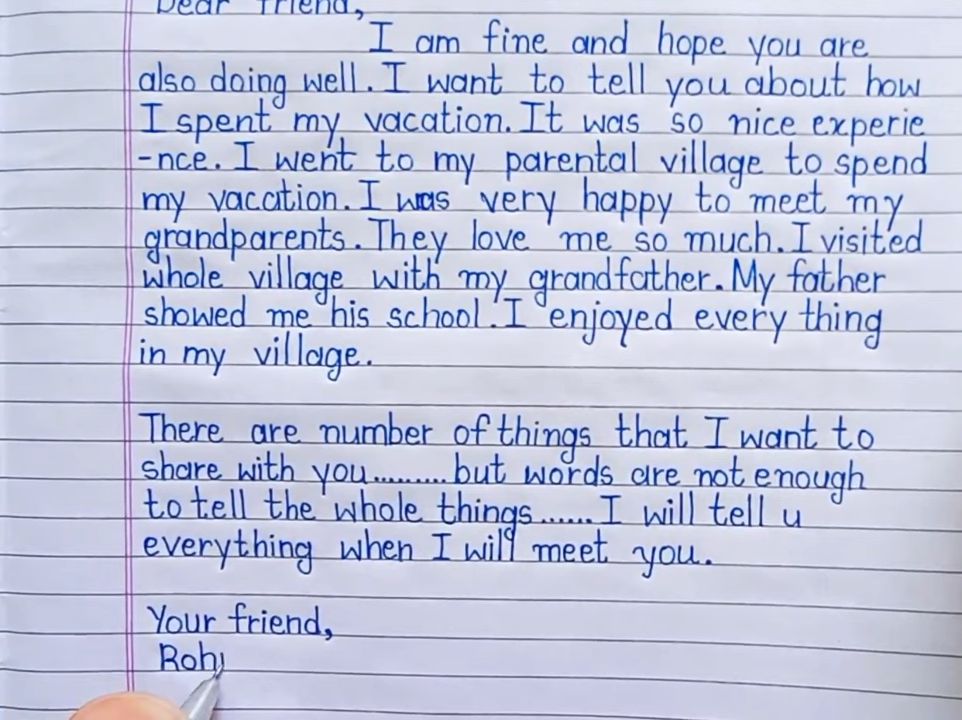 Dear friend,
I am fine and hope you are
also doing well. I want to tell you about how
I spent my vacation. It was so nice experie
-nce. I went to my parental village to spend
my vacation. I was very happy to meet my
grandparents. They love me so much. I visited
whole village with my grandfather. My father
showed me his school. I enjoyed every thing
in my village.
There are number of things that I want to
share with you......... but words are not enough
to tell the whole things...... I will tell u
everything when I will meet you.
Your friend,
Rohi